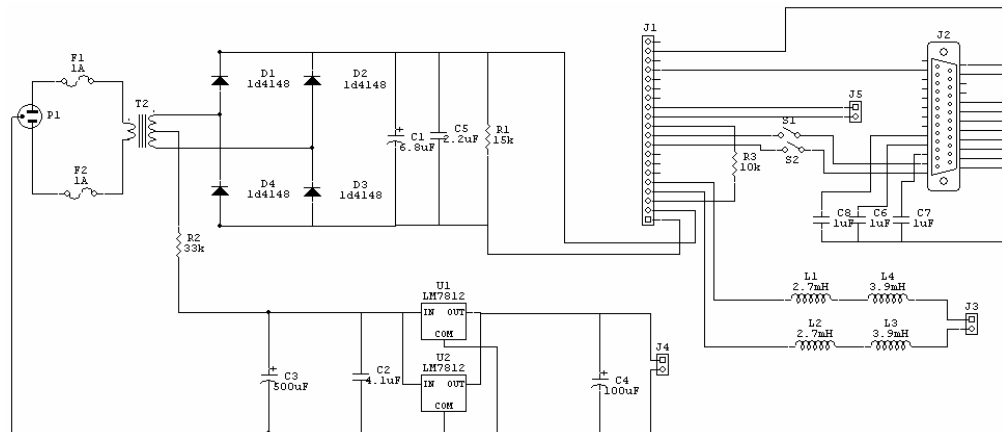 F1
1A
P1
T2
F2
1A
D1
1d4148
D2
1d4148
D4
1d4148
D3
1d4148
C1
6.8uF
C5
2.2uF
R1
15k
R2
33k
J1
J2
J5
S1
S2
R3
10k
C8
1uF
C6
1uF
C7
1uF
L1
2.7mH
L4
3.9mH
L2
2.7mH
L3
3.9mH
J3
U1
LM7812
IN OUT
COM
U2
LM7812
IN OUT
COM
C3
500uF
C2
4.1uF
C4
100uF
J4